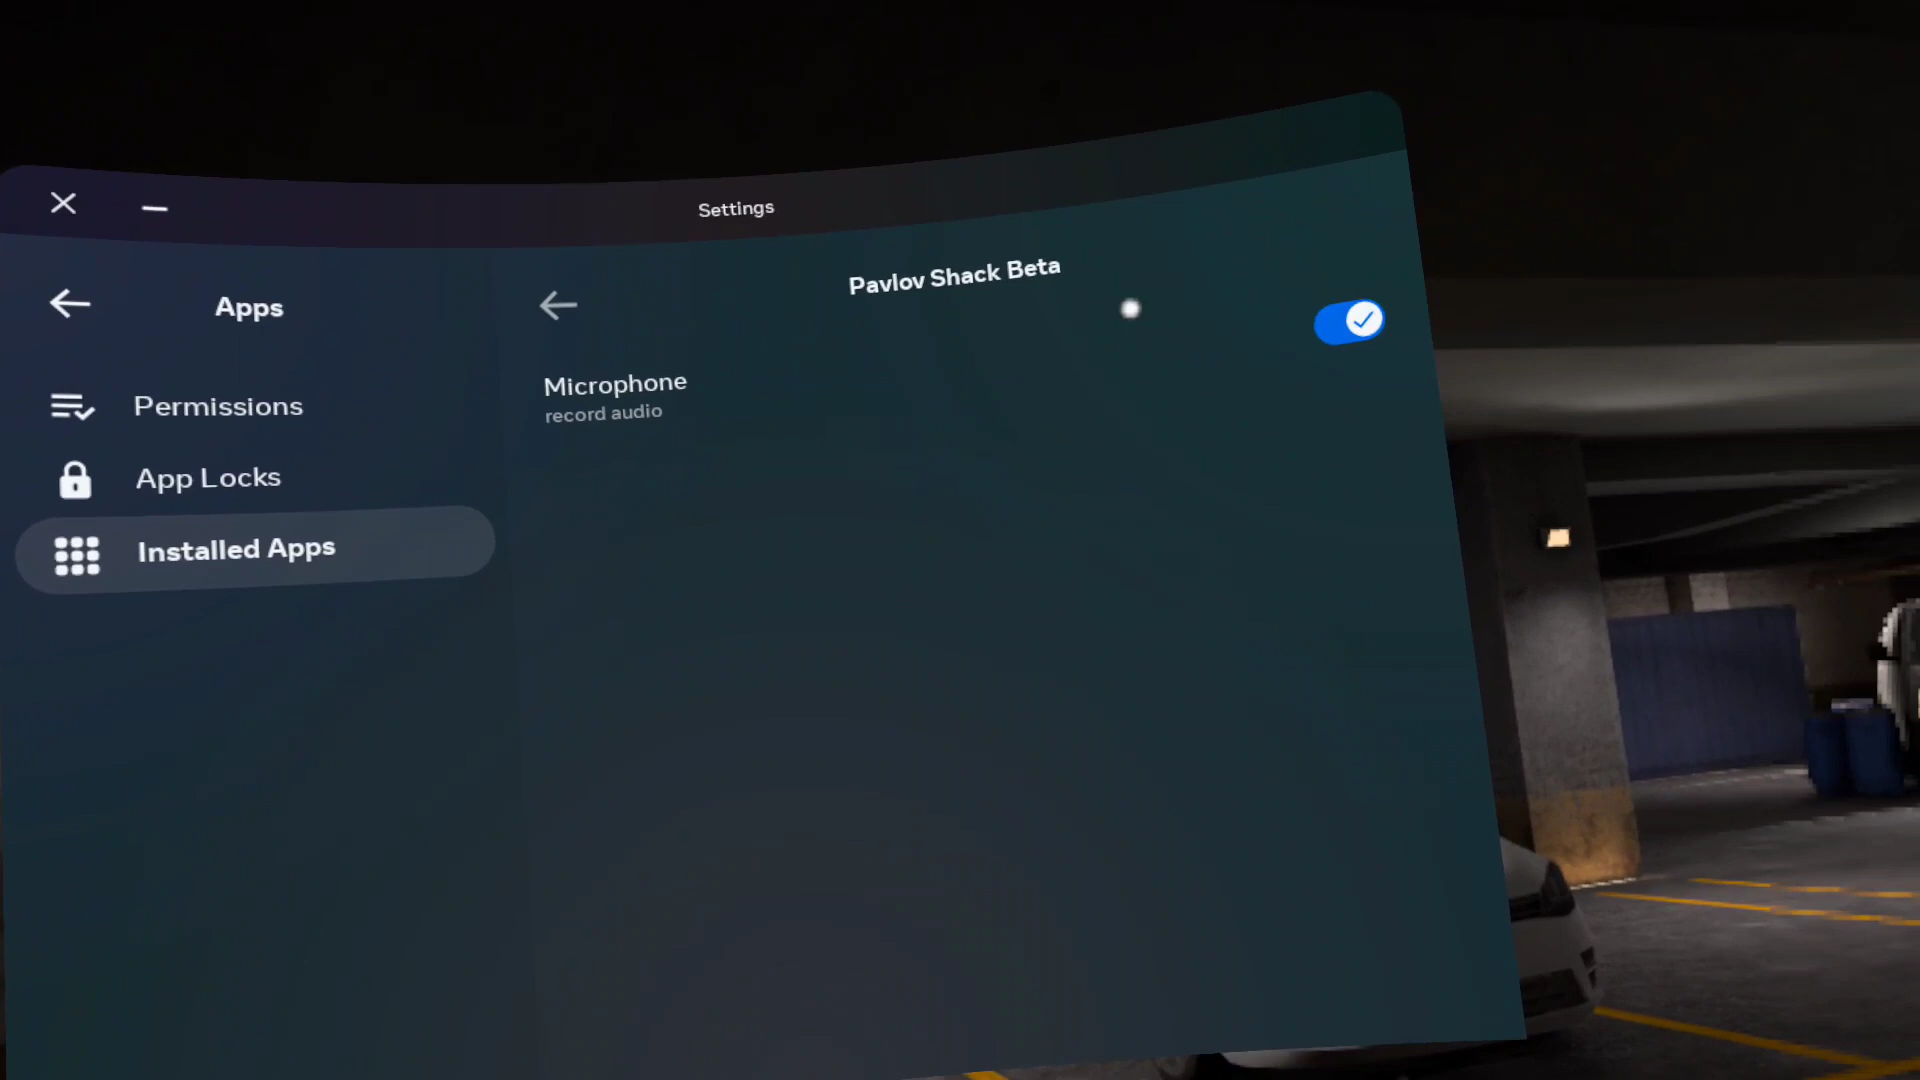 Settings
Apps
Permissions
App Locks
Installed Apps
Pavlov Shack Beta
Microphone
record audio